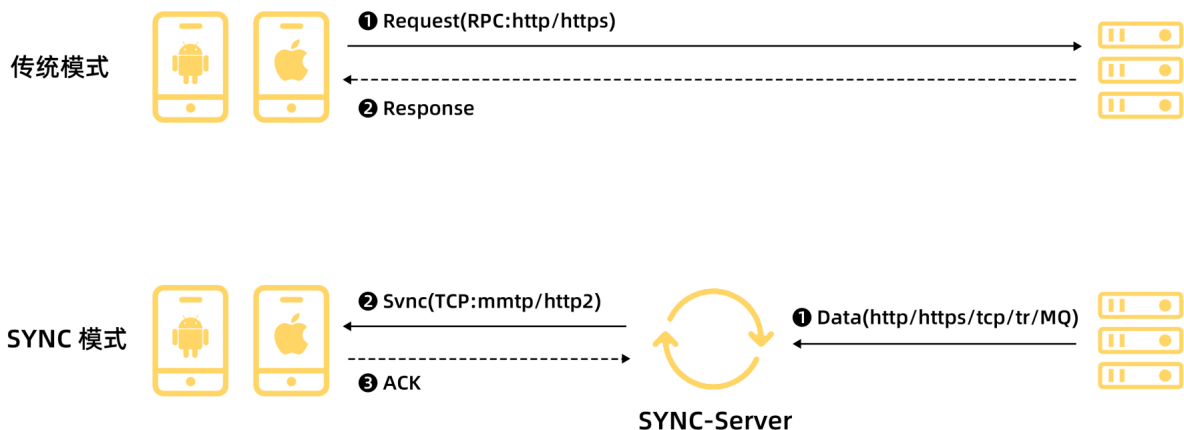 ❶ Request(RPC:http/https)
传统模式
❷ Response
❷ Svnc(TCP:mmtp/http2)
❶ Data(http/https/tcp/tr/MQ)
SYNC 模式
❸ ACK
SYNC-Server